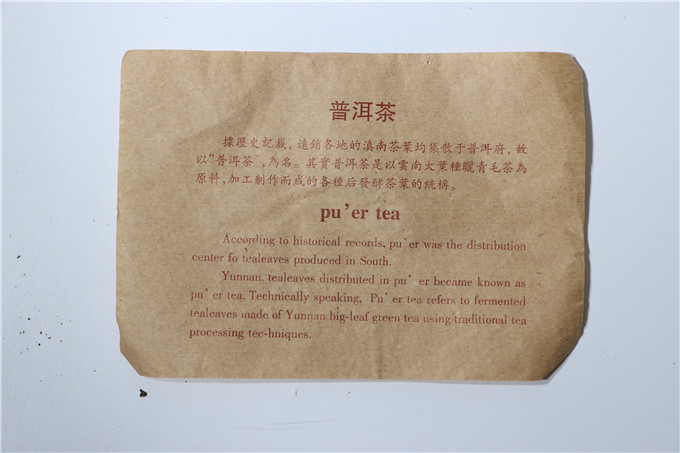 普洱茶
據歷史記載，遠銷各地的滇南茶葉均集散于普洱府，故
以“普洱茶”，為名。其實普洱茶是以雲南大葉種曬青毛茶為
原料，加工制作而成的各種后發酵茶葉的統稱。
pu’er tea
According to historical records, pu’er was the distribution
center fo tealeaves produced in South.
Yunnan. tealeaves distributed in pu’ er became known as
pu’ er tea. Technically speaking, Pu’er tea refers to fermented
tealeaves made of Yunnan big-leaf green tea using traditional tea
processing tec-hniques.